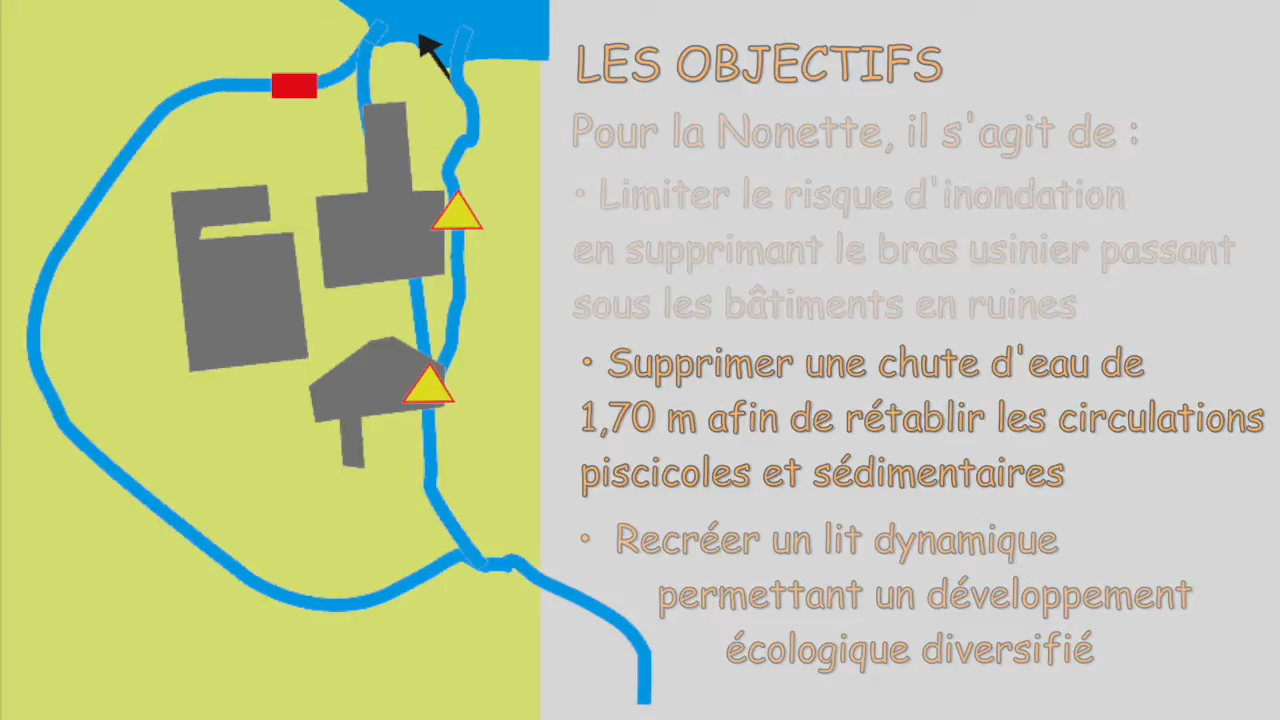 LES OBJECTIFS
Pour la Nonette, il s'agit de :
• Limiter le risque d'inondation
en supprimant le bras usinier passant
sous les bâtiments en ruines
• Supprimer une chute d'eau de
1,70 m afin de rétablir les circulations
piscicoles et sédimentaires
• Recréer un lit dynamique
permettant un développement
écologique diversifié